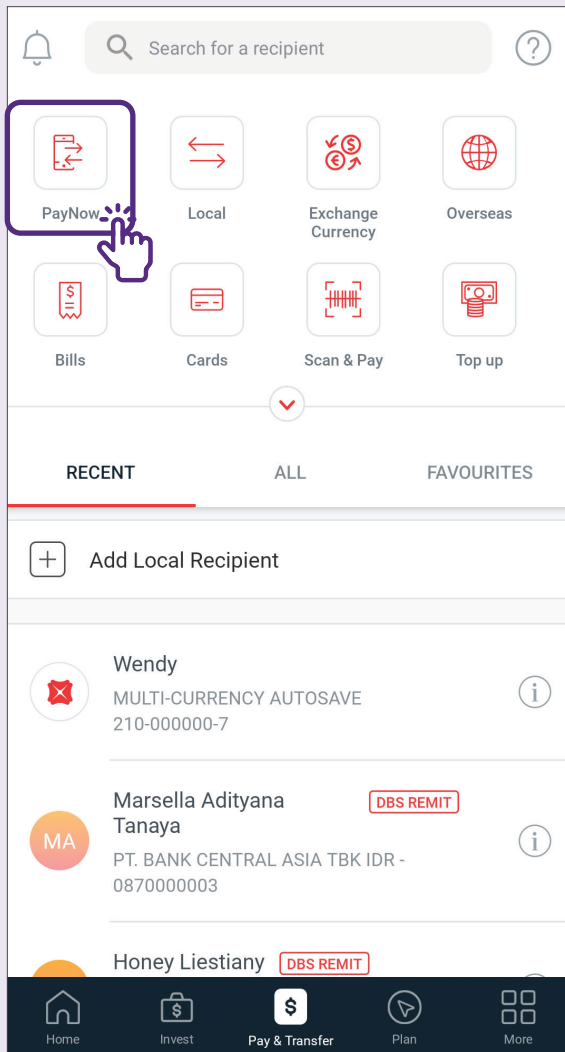 Search for a recipient
?
PayNow
Local
Exchange
Currency
Overseas
Bills
Cards
Scan & Pay
Top up
RECENT
ALL
FAVOURITES
Add Local Recipient
Wendy
MULTI-CURRENCY AUTOSAVE
210-000000-7
i
Marsella Adityana
Tanaya
DBS REMIT
MA
PT. BANK CENTRAL ASIA TBK IDR -
0870000003
i
Honey Liestiany
DBS REMIT
Home
Invest
Pay & Transfer
Plan
More